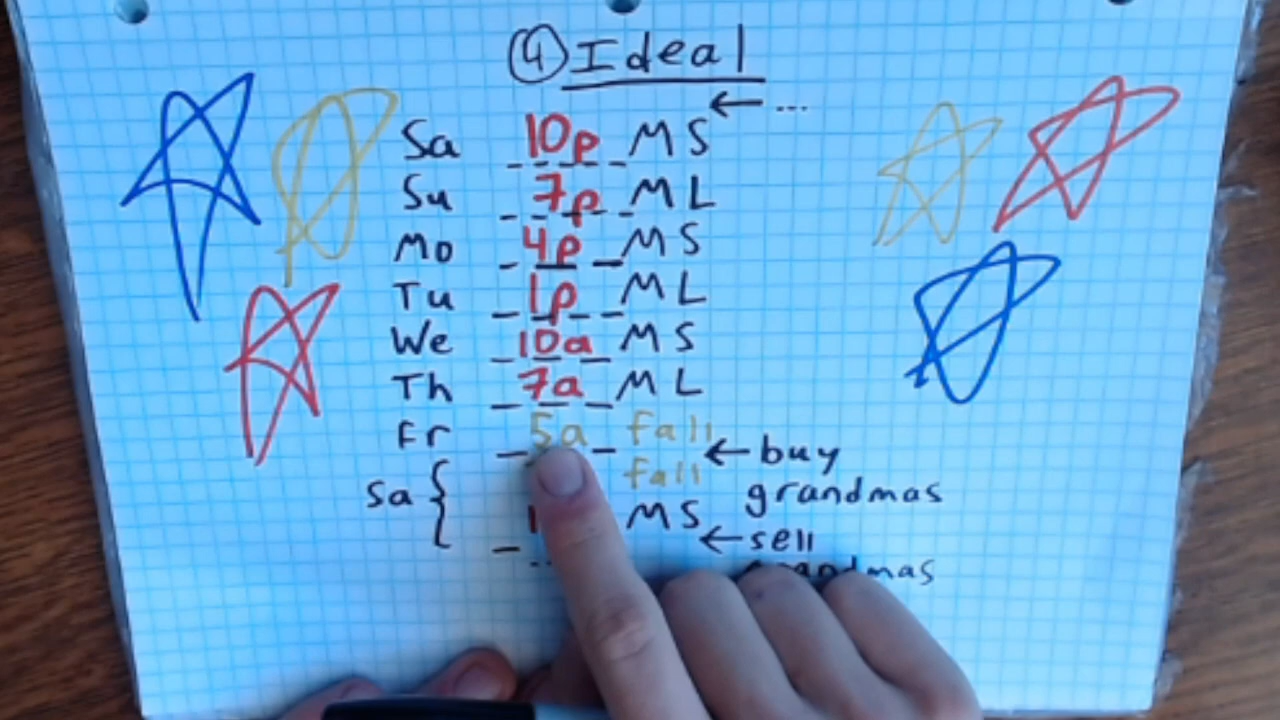 ④ Ideal
← ...
Sa 10p MS
Su 7p ML
Mo 4p MS
Tu 1p ML
We 10a MS
Th 7a ML
Fr 5a fall
← buy
Sa { fall
grandmas
MS
← sell